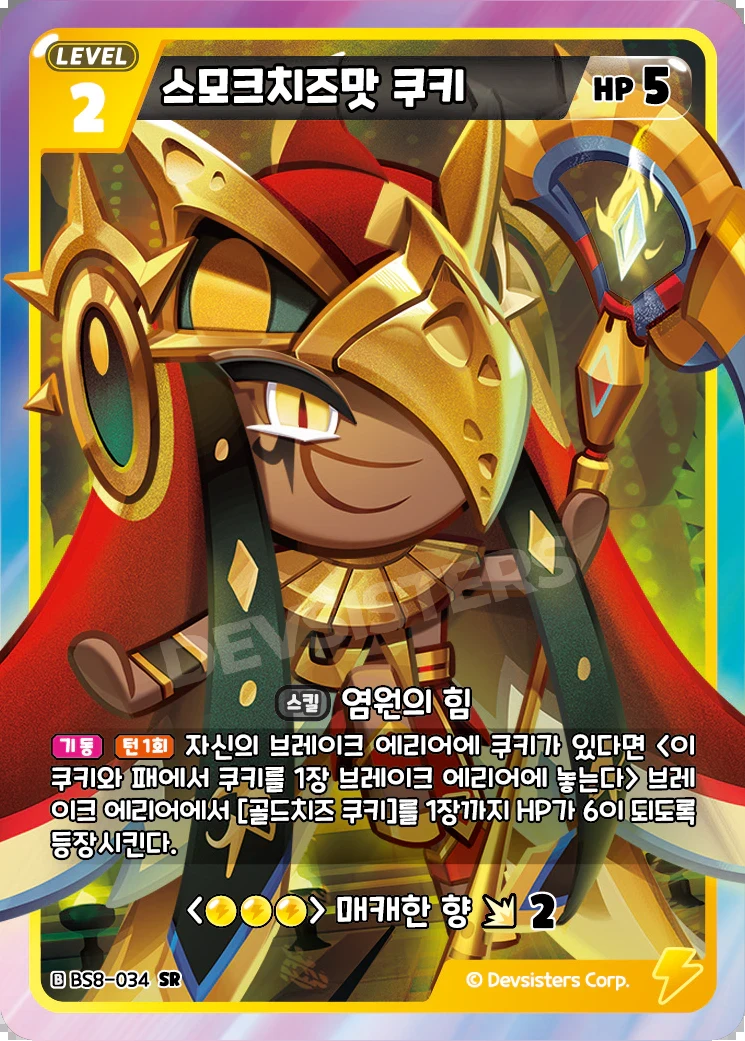 LEVEL
2
스모크치즈맛 쿠키
HP 5
DEVSISTERS
스킬 염원의 힘
기동 턴1회 자신의 브레이크 에리어에 쿠키가 있다면 <이
쿠키와 패에서 쿠키를 1장 브레이크 에리어에 놓는다> 브레
이크 에리어에서 [골드치즈 쿠키]를 1장까지 HP가 6이 되도록
등장시킨다.
< > 매캐한 향 2
B BS8-034 SR
© Devsisters Corp.